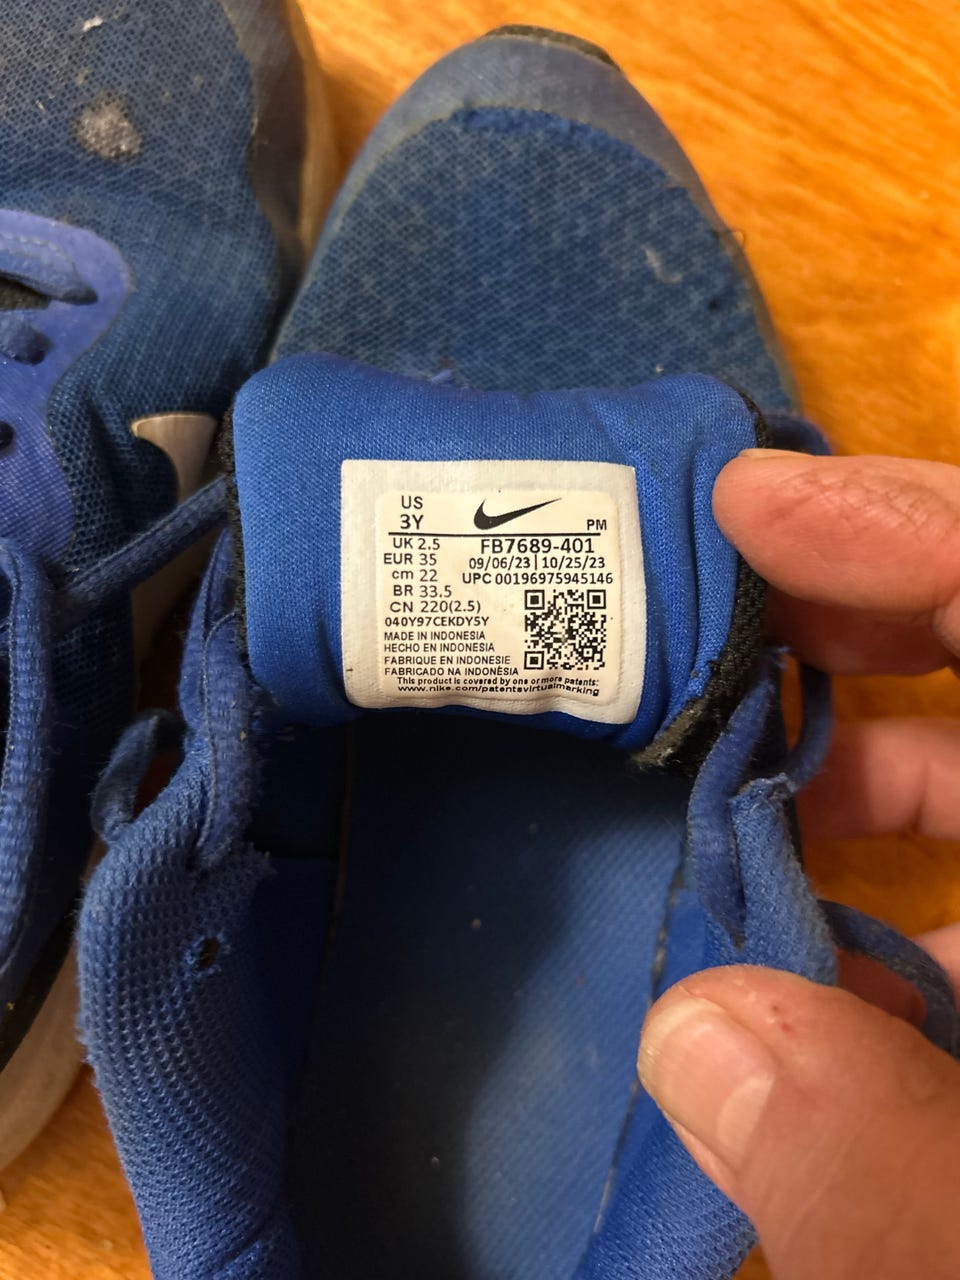 US
3Y
PM
UK 2.5
EUR 35
cm 22
BR 33.5
CN 220(2.5)
FB7689-401
09/06/23 | 10/25/23
UPC 00196975945146
040Y97CEKDY5Y
MADE IN INDONESIA
HECHO EN INDONESIA
FABRIQUE EN INDONESIE
FABRICADO NA INDONÉSIA
This product is covered by one or more patents:
www.nike.com/patentsvirtualmarking